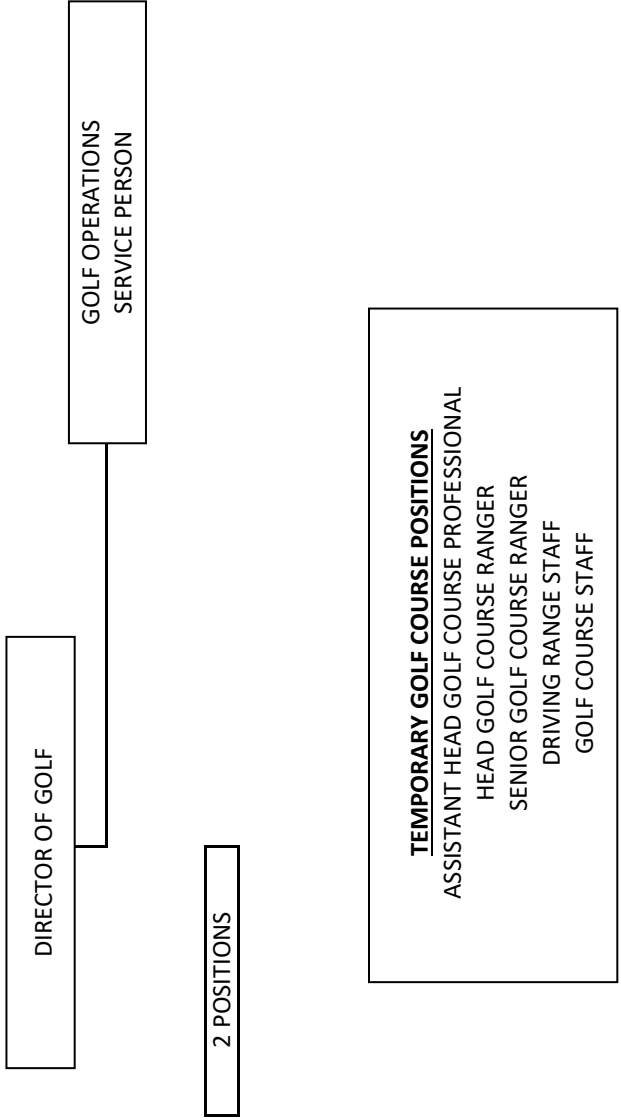 DIRECTOR OF GOLF
GOLF OPERATIONS
SERVICE PERSON
2 POSITIONS
TEMPORARY GOLF COURSE POSITIONS
ASSISTANT HEAD GOLF COURSE PROFESSIONAL
HEAD GOLF COURSE RANGER
SENIOR GOLF COURSE RANGER
DRIVING RANGE STAFF
GOLF COURSE STAFF